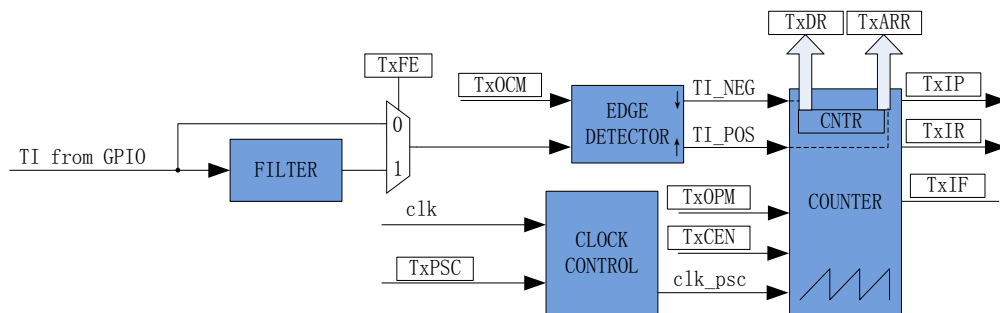 TxDR
TxARR
TxFE
TxOCM
TI_NEG
TxIP
EDGE
DETECTOR
CNTR
0
TI_POS
TxIR
TI from GPIO
FILTER
1
TxIF
TxOPM
COUNTER
clk
CLOCK
CONTROL
TxCEN
TxPSC
clk_psc